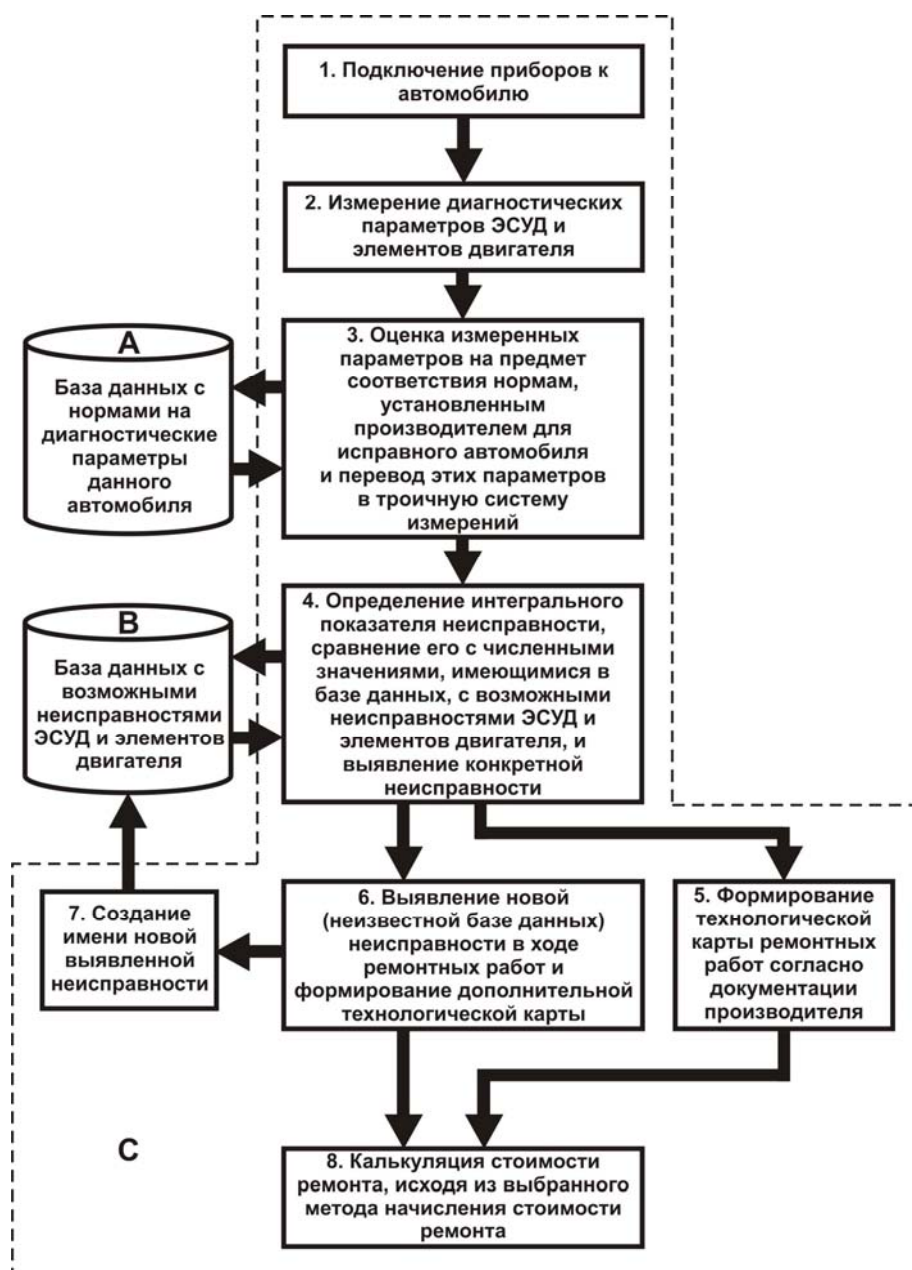 1. Подключение приборов к
автомобилю
2. Измерение диагностических
параметров ЭСУД и
элементов двигателя
A
База данных с
нормами на
диагностические
параметры
данного
автомобиля
3. Оценка измеренных
параметров на предмет
соответствия нормам,
установленным
производителем для
исправного автомобиля
и перевод этих параметров
в троичную систему
измерений
B
База данных с
возможными
неисправностями
ЭСУД и элементов
двигателя
4. Определение интегрального
показателя неисправности,
сравнение его с численными
значениями, имеющимися в
базе данных, с возможными
неисправностями ЭСУД и
элементов двигателя, и
выявление конкретной
неисправности
7. Создание
имени новой
выявленной
неисправности
6. Выявление новой
(неизвестной базе данных)
неисправности в ходе
ремонтных работ и
формирование дополнительной
технологической карты
5. Формирование
технологической
карты ремонтных
работ согласно
документации
производителя
C
8. Калькуляция стоимости
ремонта, исходя из выбранного
метода начисления стоимости
ремонта